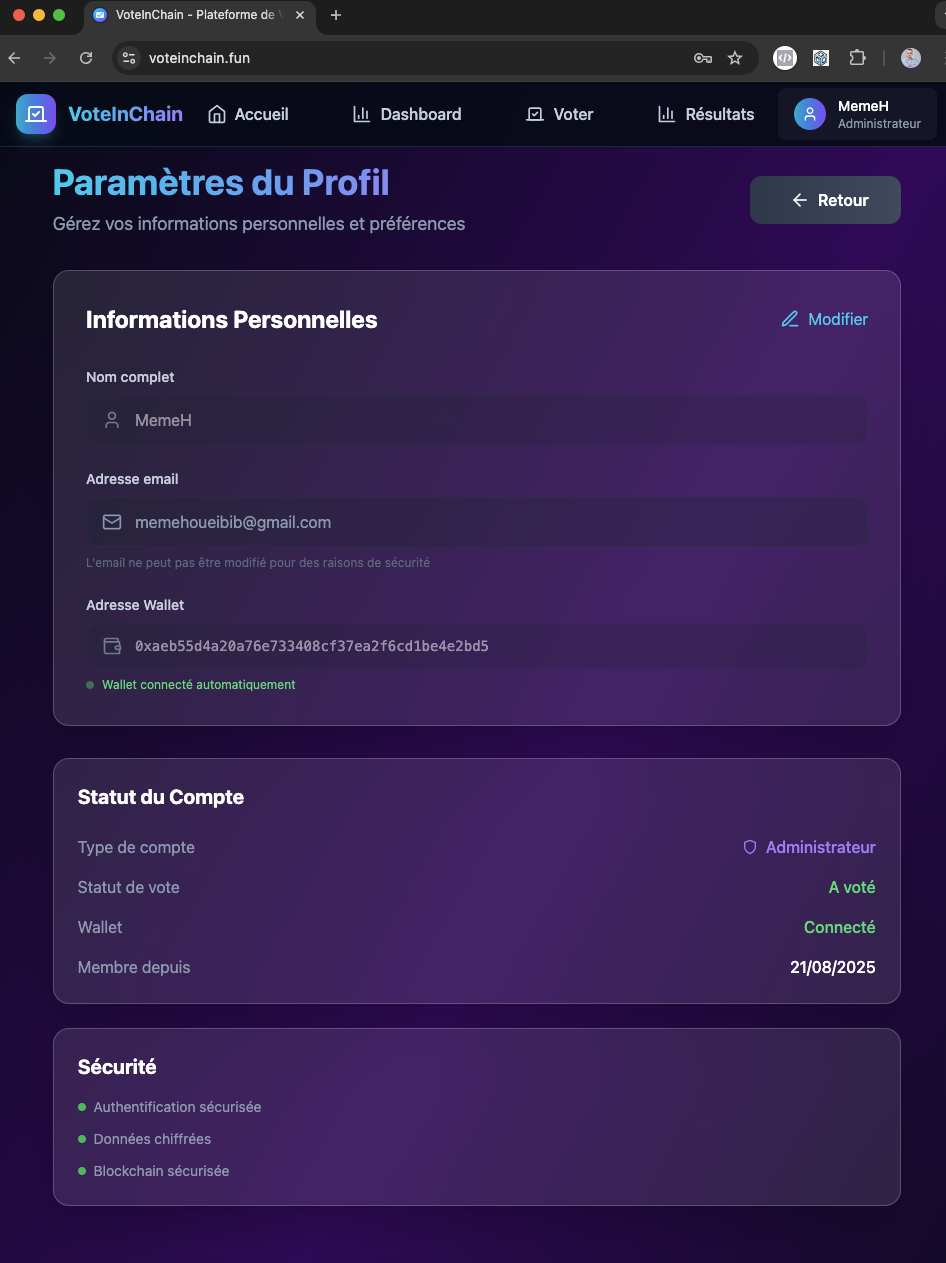 VoteInChain - Plateforme de V
voteinchain.fun
VoteInChain
Accueil
Dashboard
Voter
Résultats
MemeH
Administrateur
Paramètres du Profil
Gérez vos informations personnelles et préférences
Retour
Informations Personnelles
Modifier
Nom complet
MemeH
Adresse email
memehoueibib@gmail.com
L'email ne peut pas être modifié pour des raisons de sécurité
Adresse Wallet
0xaeb55d4a20a76e733408cf37ea2f6cd1be4e2bd5
Wallet connecté automatiquement
Statut du Compte
Type de compte
Administrateur
Statut de vote
A voté
Wallet
Connecté
Membre depuis
21/08/2025
Sécurité
Authentification sécurisée
Données chiffrées
Blockchain sécurisée